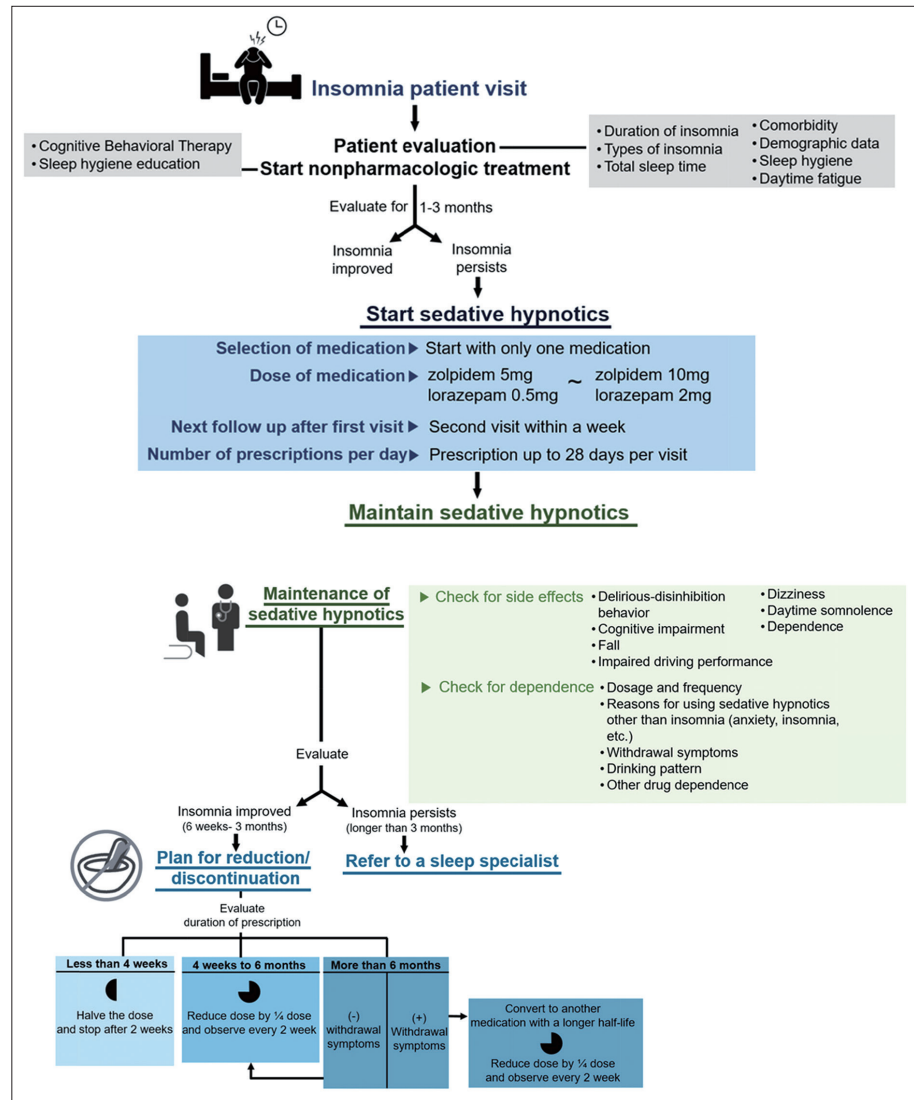 Insomnia patient visit
• Cognitive Behavioral Therapy
• Sleep hygiene education
Patient evaluation
Start nonpharmacologic treatment
• Duration of insomnia
• Types of insomnia
• Total sleep time
• Comorbidity
• Demographic data
• Sleep hygiene
• Daytime fatigue
Evaluate for 1-3 months
Insomnia
improved
Insomnia
persists
Start sedative hypnotics
Selection of medication ▶ Start with only one medication
Dose of medication ▶ zolpidem 5mg ~ zolpidem 10mg
lorazepam 0.5mg lorazepam 2mg
Next follow up after first visit ▶ Second visit within a week
Number of prescriptions per day ▶ Prescription up to 28 days per visit
Maintain sedative hypnotics
Maintenance of
sedative hypnotics
▶ Check for side effects
• Delirious-disinhibition
behavior
• Cognitive impairment
• Fall
• Impaired driving performance
• Dizziness
• Daytime somnolence
• Dependence
▶ Check for dependence
• Dosage and frequency
• Reasons for using sedative hypnotics
other than insomnia (anxiety, insomnia,
etc.)
• Withdrawal symptoms
• Drinking pattern
• Other drug dependence
Evaluate
Insomnia improved
(6 weeks- 3 months)
Insomnia persists
(longer than 3 months)
Plan for reduction/
discontinuation
Refer to a sleep specialist
Evaluate
duration of prescription
Less than 4 weeks
Halve the dose
and stop after 2 weeks
4 weeks to 6 months
Reduce dose by ¼ dose
and observe every 2 week
More than 6 months
(-)
withdrawal
symptoms
(+)
Withdrawal
symptoms
Convert to another
medication with a longer half-life
Reduce dose by ¼ dose
and observe every 2 week